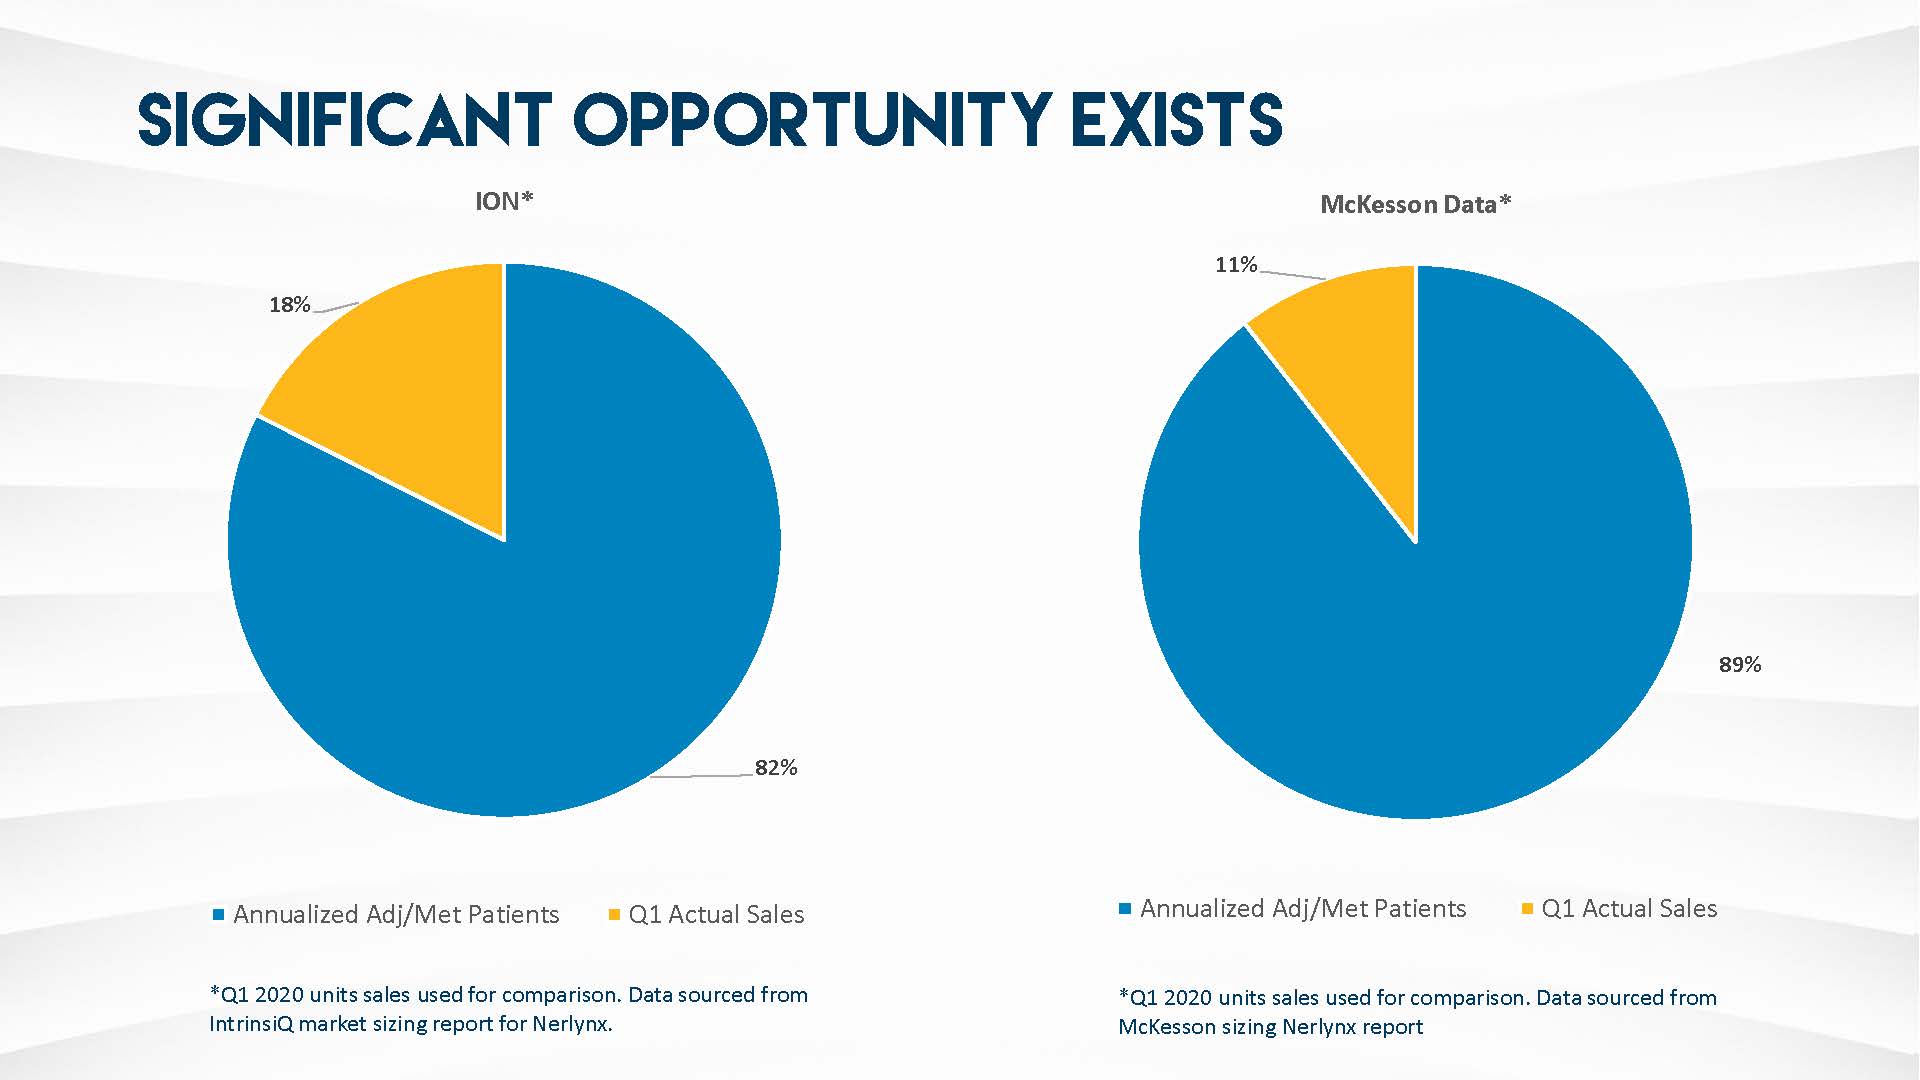 SIGNIFICANT OPPORTUNITY EXISTS
ION*
18%
82%
Annualized Adj/Met Patients
Q1 Actual Sales
*Q1 2020 units sales used for comparison. Data sourced from
IntrinsiQ market sizing report for Nerlynx.
McKesson Data*
11%
89%
Annualized Adj/Met Patients
Q1 Actual Sales
*Q1 2020 units sales used for comparison. Data sourced from
McKesson sizing Nerlynx report